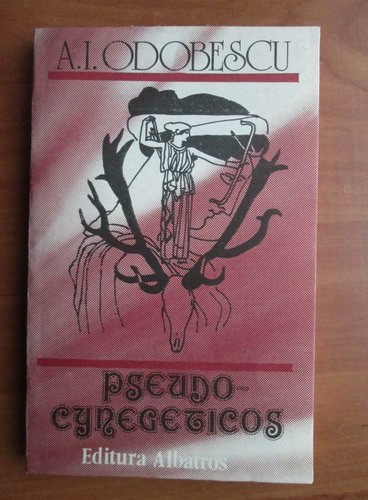 A.I. ODOBESCU
PSEUDO-
CYNEGETICOS
Editura Albatros